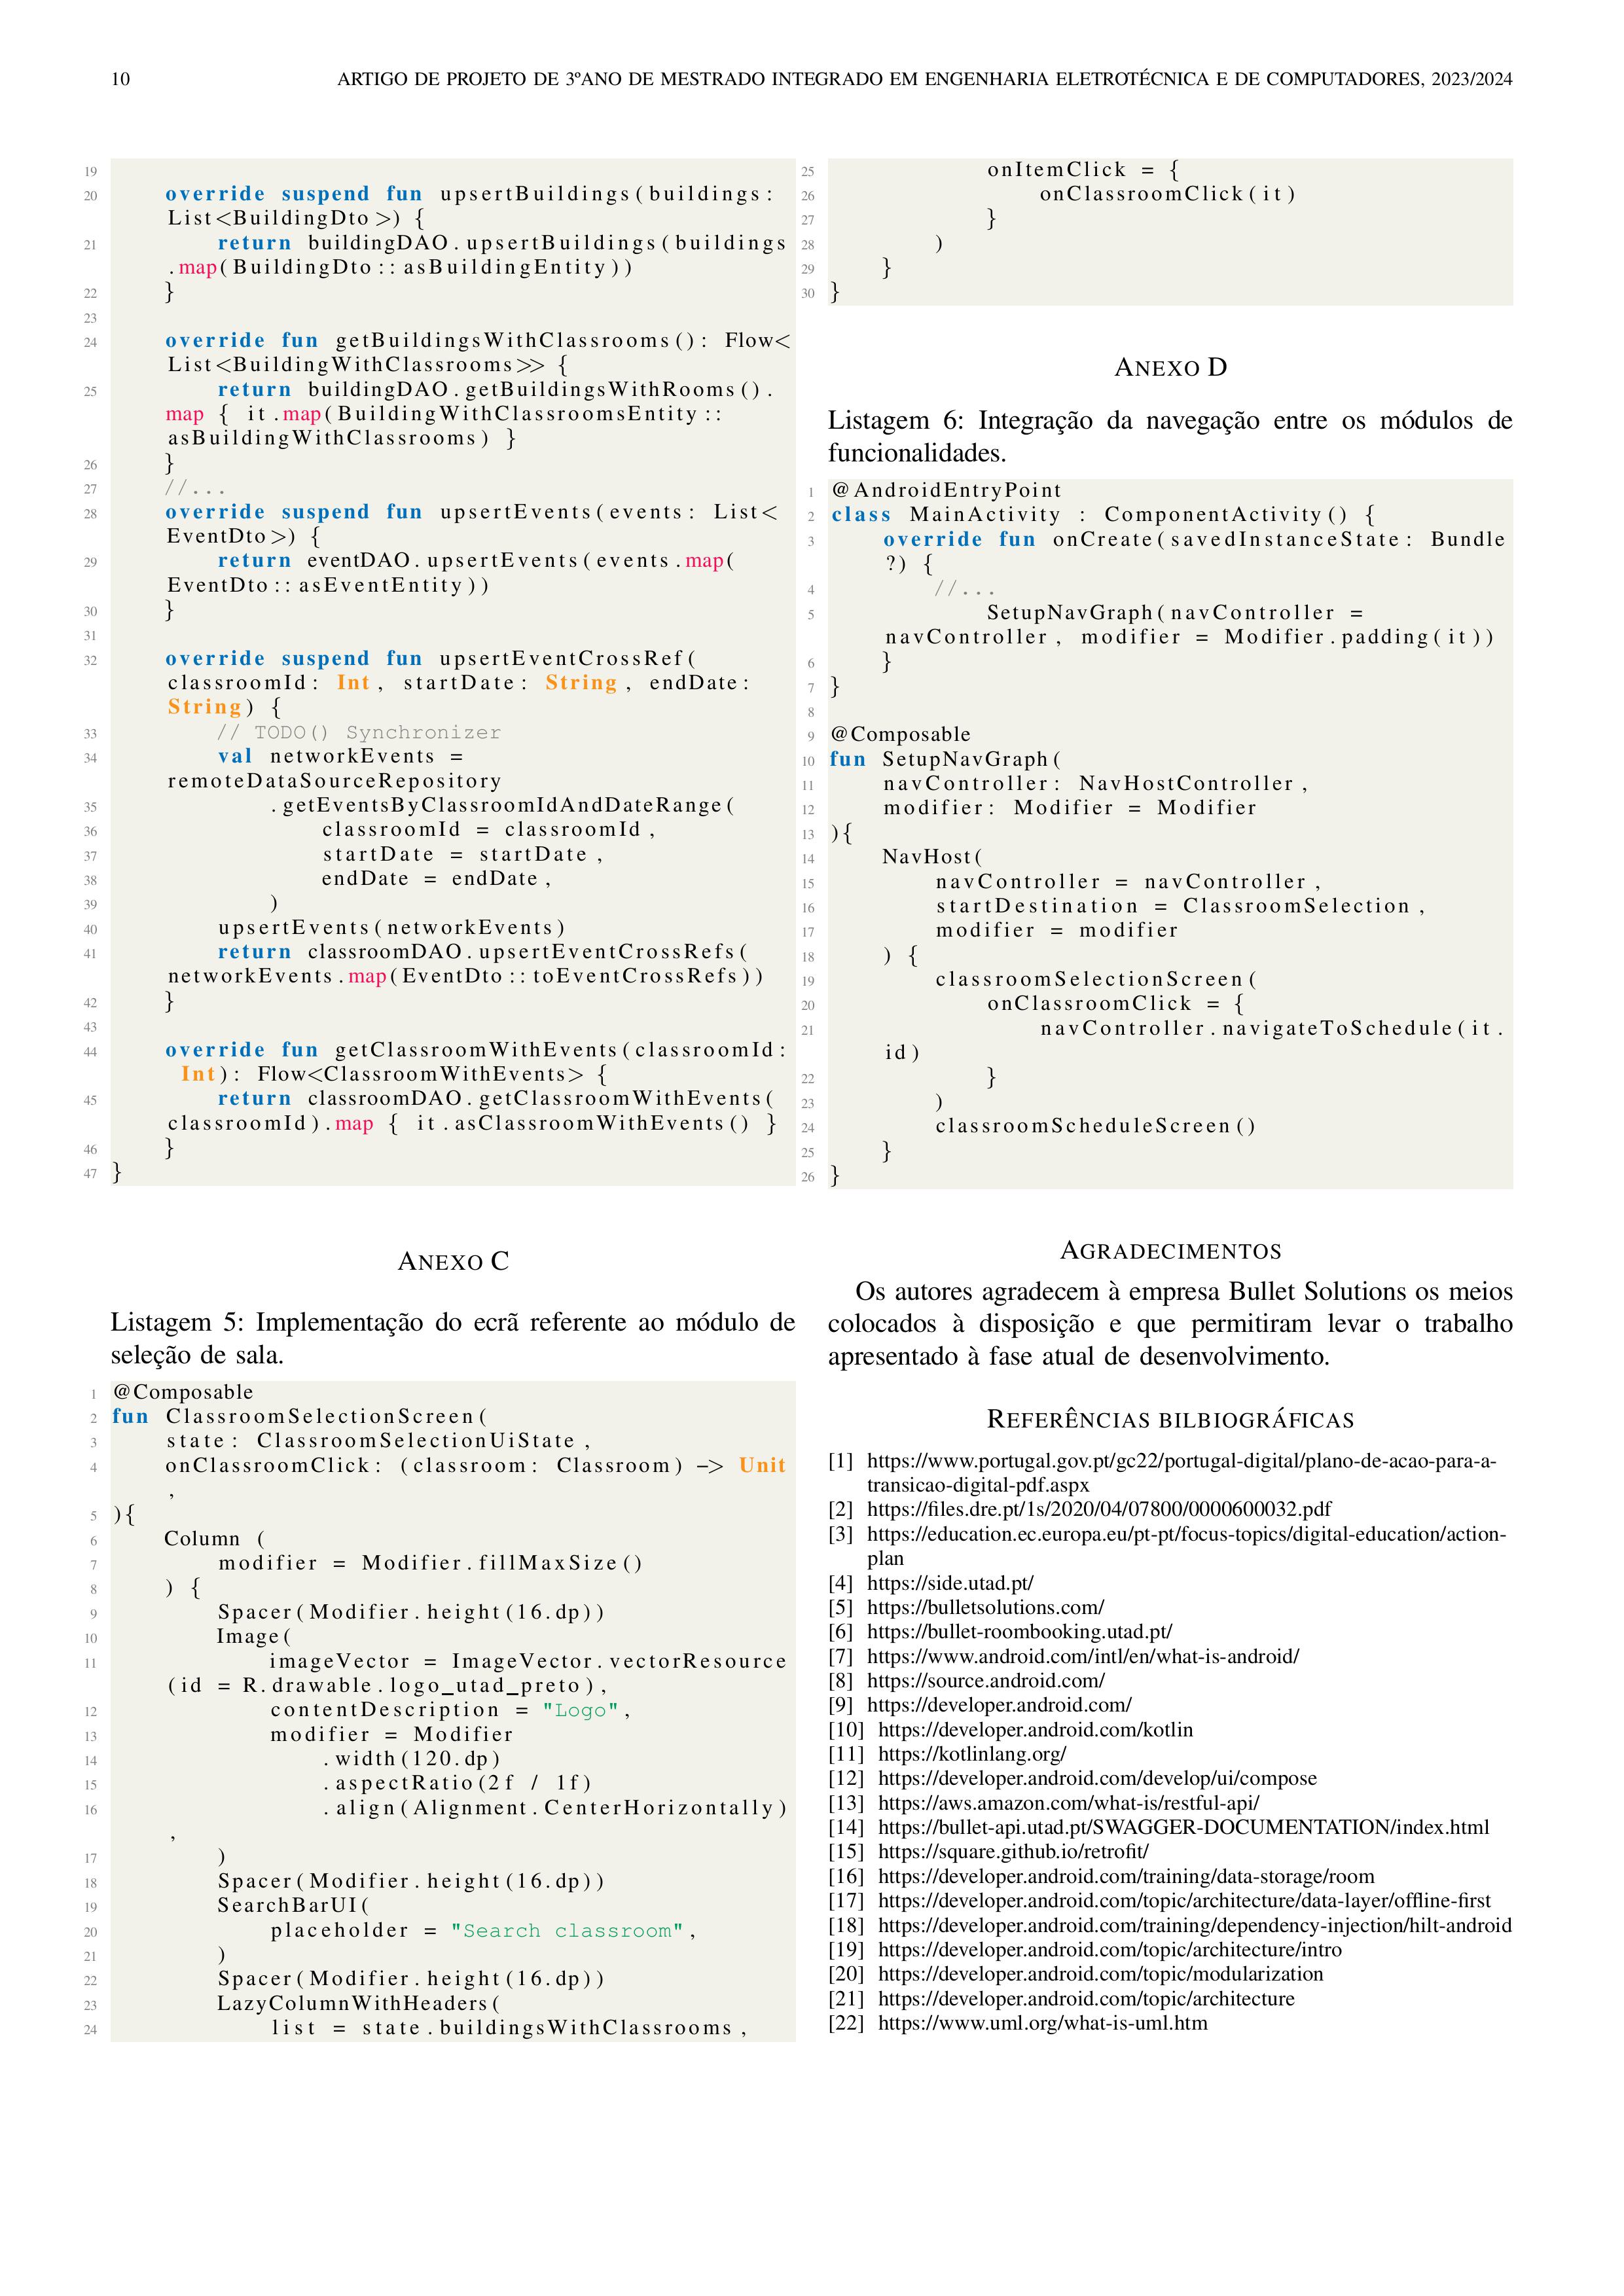 10 ARTIGO DE PROJETO DE 3ºANO DE MESTRADO INTEGRADO EM ENGENHARIA ELETROTÉCNICA E DE COMPUTADORES, 2023/2024
19
20 override suspend fun upsertBuildings(buildings:
List<BuildingDto>) {
21 return buildingDAO.upsertBuildings(buildings
.map(BuildingDto::asBuildingEntity))
22 }
23
24 override fun getBuildingsWithClassrooms(): Flow<
List<BuildingWithClassrooms>> {
25 return buildingDAO.getBuildingsWithRooms().
map { it.map(BuildingWithClassroomsEntity::
asBuildingWithClassrooms) }
26 }
27 //...
28 override suspend fun upsertEvents(events: List<
EventDto>) {
29 return eventDAO.upsertEvents(events.map(
EventDto::asEventEntity))
30 }
31
32 override suspend fun upsertEventCrossRef(
classroomId: Int, startDate: String, endDate:
String) {
33 // TODO() Synchronizer
34 val networkEvents =
remoteDataSourceRepository
35 .getEventsByClassroomIdAndDateRange(
36 classroomId = classroomId,
37 startDate = startDate,
38 endDate = endDate,
39 )
40 upsertEvents(networkEvents)
41 return classroomDAO.upsertEventCrossRefs(
networkEvents.map(EventDto::toEventCrossRefs))
42 }
43
44 override fun getClassroomWithEvents(classroomId:
Int): Flow<ClassroomWithEvents> {
45 return classroomDAO.getClassroomWithEvents(
classroomId).map { it.asClassroomWithEvents() }
46 }
47 }
ANEXO C
Listagem 5: Implementação do ecrã referente ao módulo de
seleção de sala.
1 @Composable
2 fun ClassroomSelectionScreen(
3 state: ClassroomSelectionUiState,
4 onClassroomClick: (classroom: Classroom) -> Unit
,
5 ){
6 Column (
7 modifier = Modifier.fillMaxSize()
8 ) {
9 Spacer(Modifier.height(16.dp))
10 Image(
11 imageVector = ImageVector.vectorResource
(id = R.drawable.logo_utad_preto),
12 contentDescription = "Logo",
13 modifier = Modifier
14 .width(120.dp)
15 .aspectRatio(2f / 1f)
16 .align(Alignment.CenterHorizontally)
,
17 )
18 Spacer(Modifier.height(16.dp))
19 SearchBarUI(
20 placeholder = "Search classroom",
21 )
22 Spacer(Modifier.height(16.dp))
23 LazyColumnWithHeaders(
24 list = state.buildingsWithClassrooms,
25 onItemClick = {
26 onClassroomClick(it)
27 }
28 )
29 }
30 }
ANEXO D
Listagem 6: Integração da navegação entre os módulos de
funcionalidades.
1 @AndroidEntryPoint
2 class MainActivity : ComponentActivity() {
3 override fun onCreate(savedInstanceState: Bundle
?) {
4 //...
5 SetupNavGraph(navController =
navController, modifier = Modifier.padding(it))
6 }
7 }
8
9 @Composable
10 fun SetupNavGraph(
11 navController: NavHostController,
12 modifier: Modifier = Modifier
13 ){
14 NavHost(
15 navController = navController,
16 startDestination = ClassroomSelection,
17 modifier = modifier
18 ) {
19 classroomSelectionScreen(
20 onClassroomClick = {
21 navController.navigateToSchedule(it.
id)
22 }
23 )
24 classroomScheduleScreen()
25 }
26 }
AGRADECIMENTOS
Os autores agradecem à empresa Bullet Solutions os meios
colocados à disposição e que permitiram levar o trabalho
apresentado à fase atual de desenvolvimento.
REFERÊNCIAS BILBIOGRÁFICAS
[1] https://www.portugal.gov.pt/gc22/portugal-digital/plano-de-acao-para-a-
transicao-digital-pdf.aspx
[2] https://files.dre.pt/1s/2020/04/07800/0000600032.pdf
[3] https://education.ec.europa.eu/pt-pt/focus-topics/digital-education/action-
plan
[4] https://side.utad.pt/
[5] https://bulletsolutions.com/
[6] https://bullet-roombooking.utad.pt/
[7] https://www.android.com/intl/en/what-is-android/
[8] https://source.android.com/
[9] https://developer.android.com/
[10] https://developer.android.com/kotlin
[11] https://kotlinlang.org/
[12] https://developer.android.com/develop/ui/compose
[13] https://aws.amazon.com/what-is/restful-api/
[14] https://bullet-api.utad.pt/SWAGGER-DOCUMENTATION/index.html
[15] https://square.github.io/retrofit/
[16] https://developer.android.com/training/data-storage/room
[17] https://developer.android.com/topic/architecture/data-layer/offline-first
[18] https://developer.android.com/training/dependency-injection/hilt-android
[19] https://developer.android.com/topic/architecture/intro
[20] https://developer.android.com/topic/modularization
[21] https://developer.android.com/topic/architecture
[22] https://www.uml.org/what-is-uml.htm